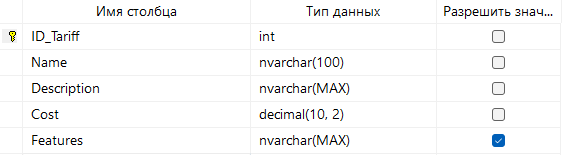 Имя столбца Тип данных Разрешить знач...
ID_Tariff int
Name nvarchar(100)
Description nvarchar(MAX)
Cost decimal(10, 2)
Features nvarchar(MAX)